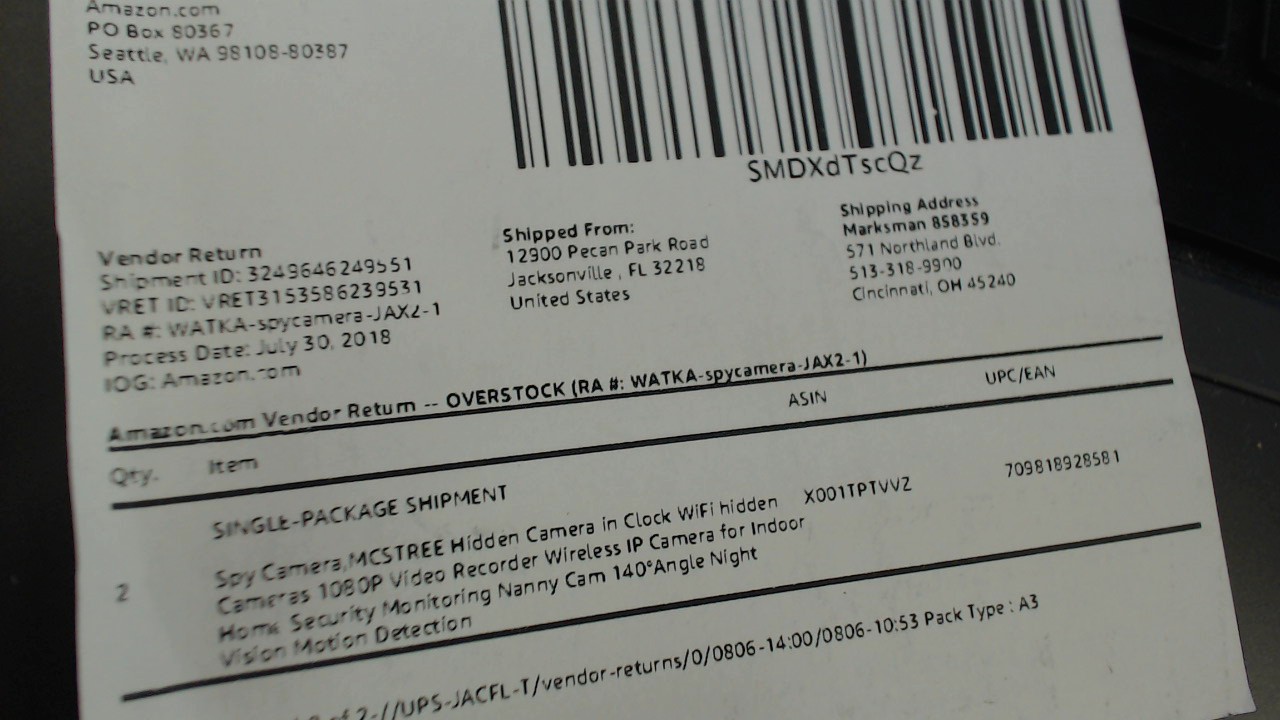 Amazon.com
PO Box 80367
Seattle, WA 98108-80387
USA
SMDXdTscQz
Vendor Return
Shipment ID: 3249646249551
VRET ID: VRET3153586239531
RA #: WATKA-spycamera-JAX2-1
Process Date: July 30, 2018
IOG: Amazon.com
Shipped From:
12900 Pecan Park Road
Jacksonville , FL 32218
United States
Shipping Address
Marksman 858359
571 Northland Blvd.
513-318-9900
Cincinnati, OH 45240
Amazon.com Vendor Return -- OVERSTOCK (RA #: WATKA-spycamera-JAX2-1)
Qty. Item ASIN UPC/EAN
SINGLE-PACKAGE SHIPMENT
2 Spy Camera,MCSTREE Hidden Camera in Clock WiFi hidden X001TPTVVZ 709818928581
Cameras 1080P Video Recorder Wireless IP Camera for Indoor
Home Security Monitoring Nanny Cam 140°Angle Night
Vision Motion Detection
of 2-//UPS-JACFL-T/vendor-returns/0/0806-14:00/0806-10:53 Pack Type : A3